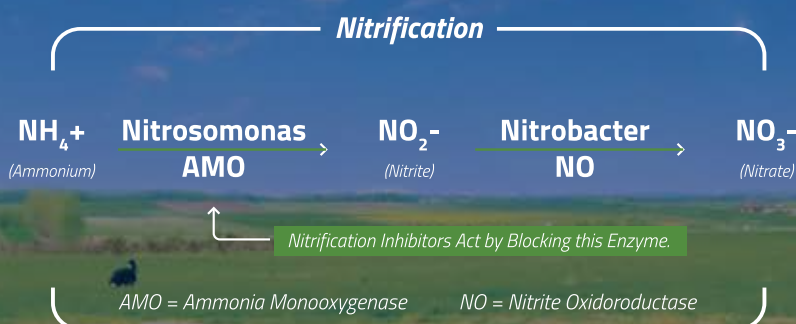 Nitrification
NH4+ Nitrosomonas NO2- Nitrobacter NO3-
(Ammonium) AMO (Nitrite) NO (Nitrate)
Nitrification Inhibitors Act by Blocking this Enzyme.
AMO = Ammonia Monooxygenase NO = Nitrite Oxidoroductase